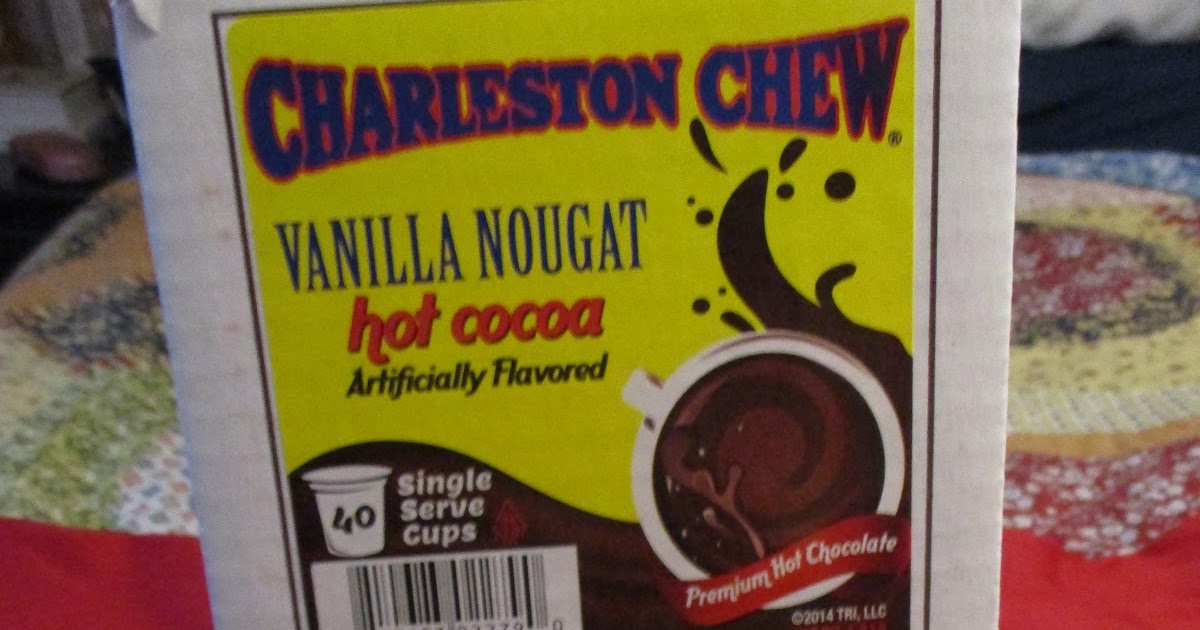 CHARLESTON CHEW®
VANILLA NOUGAT
hot cocoa
Artificially Flavored
40
Single
Serve
Cups
Premium Hot Chocolate
©2014 TRI, LLC